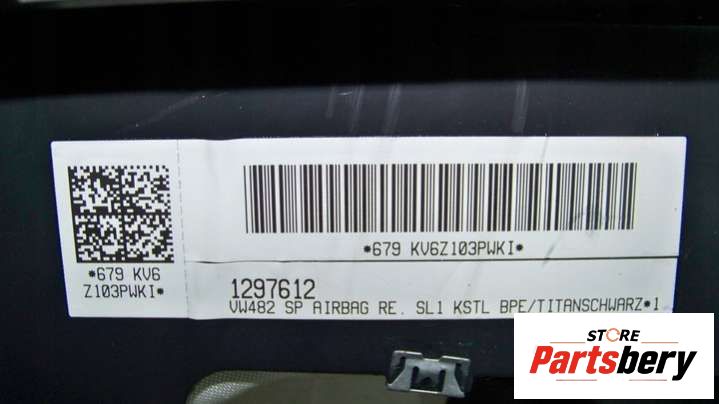 *679 KV6Z103PWKI*
*679 KV6
Z103PWKI*
1297612
VW482 SP AIRBAG RE. SL1 KSTL BPE/TITANSCHWARZ*1
STORE
Partsbery